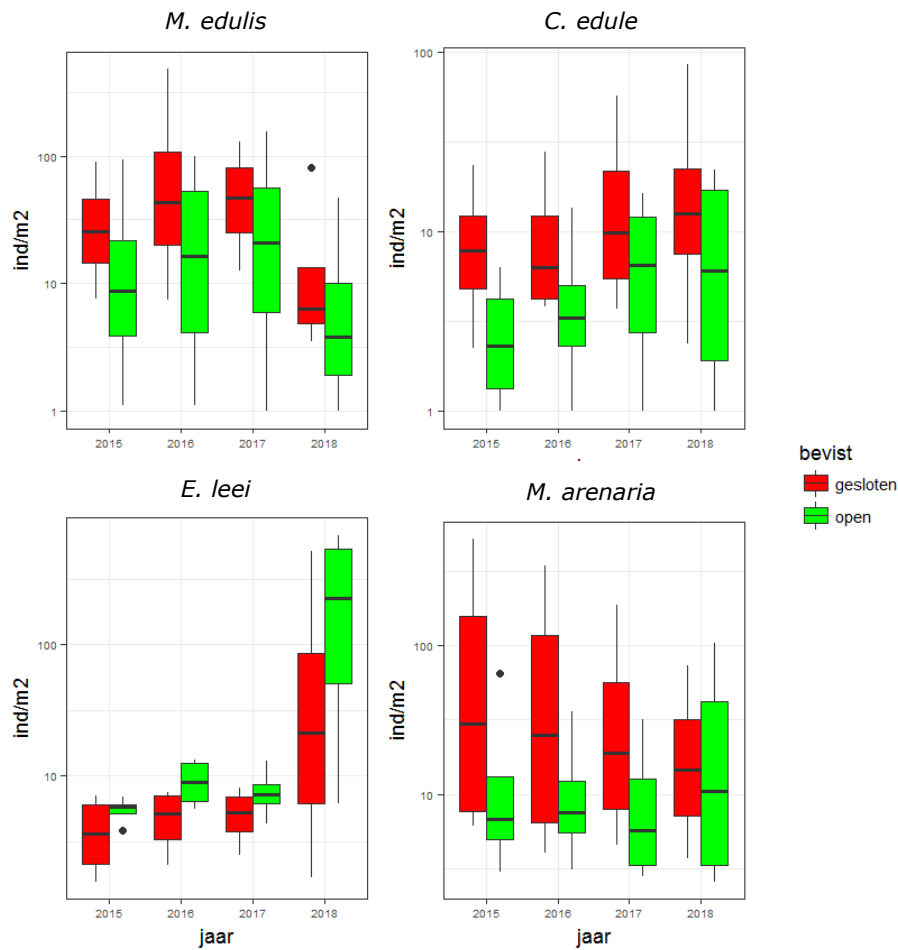 M. edulis
C. edule
ind/m2
100
10
1
2015 2016 2017 2018
ind/m2
100
10
1
2015 2016 2017 2018
E. leei
M. arenaria
ind/m2
100
10
2015 2016 2017 2018
jaar
ind/m2
100
10
2015 2016 2017 2018
jaar
bevist
gesloten
open